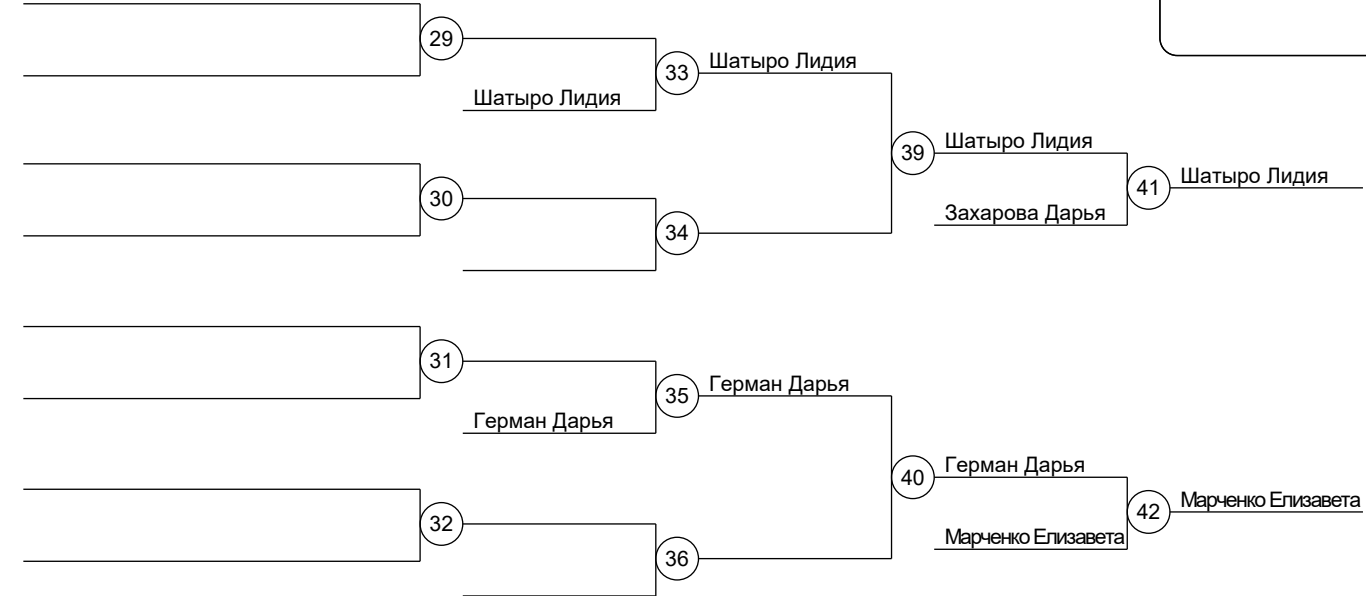 29
33
Шатыро Лидия
Шатыро Лидия
39
Шатыро Лидия
41
Шатыро Лидия
30
34
Захарова Дарья
31
35
Герман Дарья
Герман Дарья
40
Герман Дарья
42
Марченко Елизавета
32
36
Марченко Елизавета